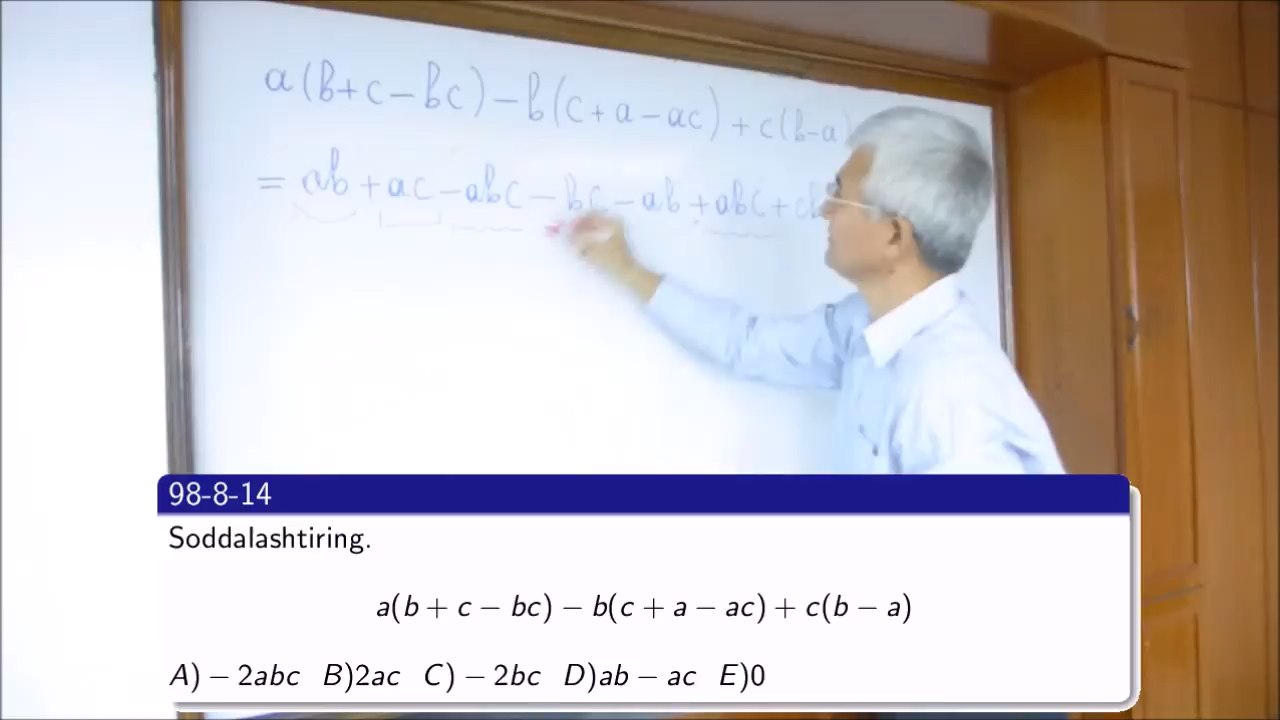 a(b+c−bc)−b(c+a−ac)+c(b-a)
=ab+ac−abc−bc−ab+abc+cb
98-8-14
Soddalashtiring.
a(b + c − bc) − b(c + a − ac) + c(b − a)
A) − 2abc B)2ac C) − 2bc D)ab − ac E)0